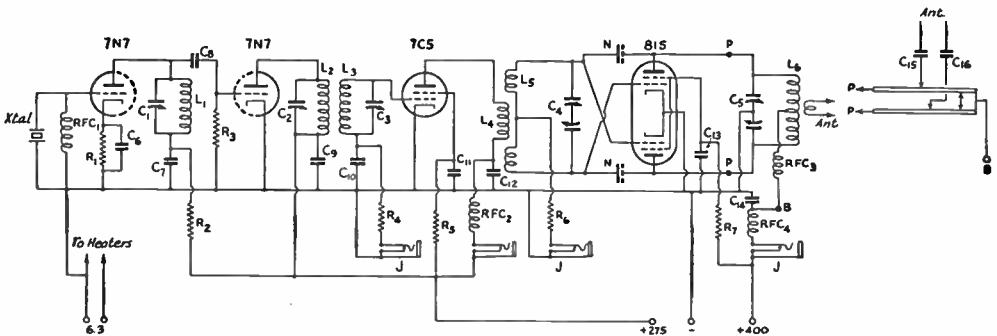 7N7 7N7 7C5 815
Ant.
C15 C16
Xtal RFC1 R1 C6 C1 L1 C7 C8 R3 R2
C2 L2 L3 C3 C9 C10 R4 J
C11 R5 RFC2 J C12 L4 L5 C4 R6 J
N N P P
C13 R7 C14 C5 L6 Ant
RFC3 B RFC4 J
P P B
To Heaters
6.3 +275 - +400